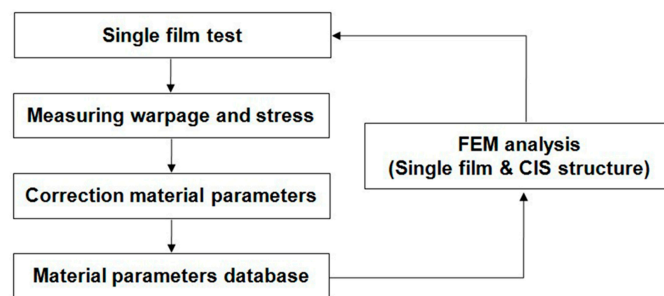 Single film test
Measuring warpage and stress
Correction material parameters
Material parameters database
FEM analysis
(Single film & CIS structure)